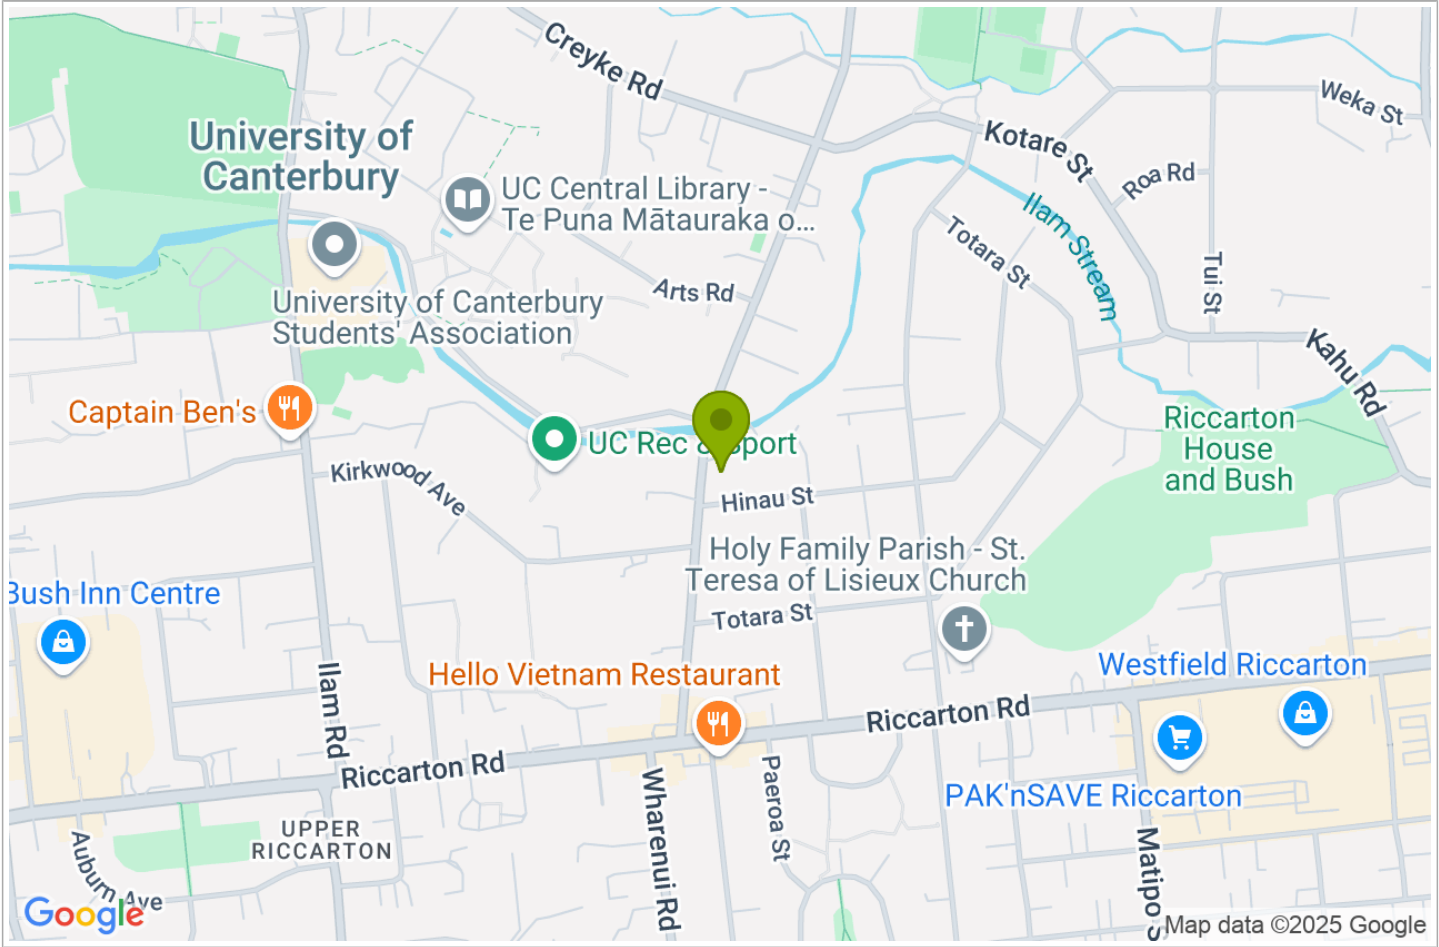 Creyke Rd
Weka St
University of
Canterbury
Kotare St
UC Central Library -
Te Puna Mātauraka o...
Roa Rd
Ilam Stream
Totara St
Tui St
Arts Rd
University of Canterbury
Students' Association
Kahu Rd
Captain Ben's
Riccarton
House
and Bush
UC Rec & Sport
Kirkwood Ave
Hinau St
Holy Family Parish - St.
Teresa of Lisieux Church
Bush Inn Centre
Totara St
Westfield Riccarton
Hello Vietnam Restaurant
Ilam Rd
Riccarton Rd
Riccarton Rd
PAK'nSAVE Riccarton
Wharenui Rd
Paeroa St
UPPER
RICCARTON
Auburn Ave
Matipo S
Google
Map data ©2025 Google